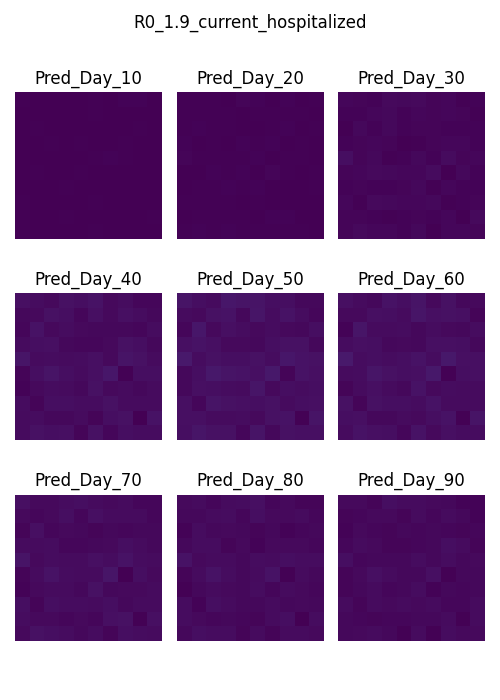 R0_1.9_current_hospitalized
Pred_Day_10 Pred_Day_20 Pred_Day_30
Pred_Day_40 Pred_Day_50 Pred_Day_60
Pred_Day_70 Pred_Day_80 Pred_Day_90